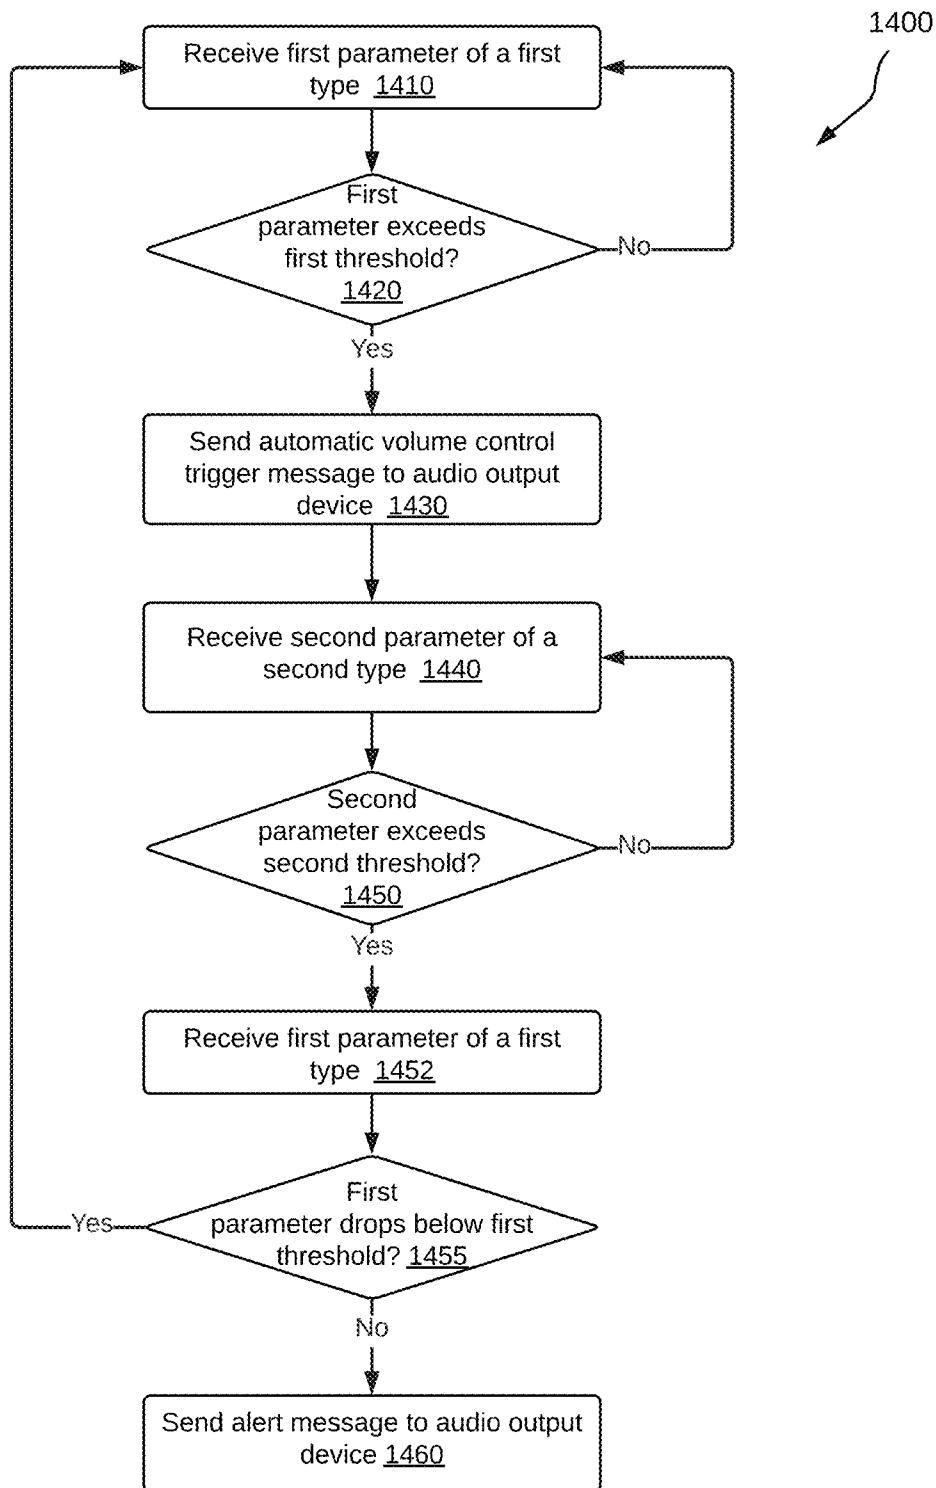 1400
Receive first parameter of a first
type 1410
First
parameter exceeds
first threshold?
1420
No
Yes
Send automatic volume control
trigger message to audio output
device 1430
Receive second parameter of a
second type 1440
Second
parameter exceeds
second threshold?
1450
No
Yes
Receive first parameter of a first
type 1452
First
parameter drops below first
threshold? 1455
Yes
No
Send alert message to audio output
device 1460